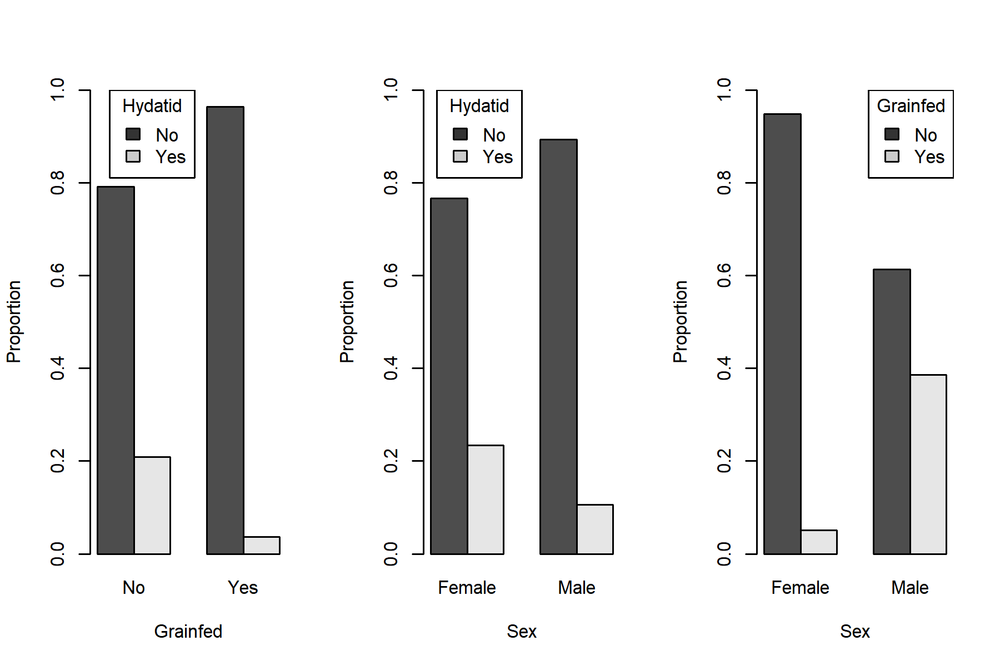 Proportion
0.0 0.2 0.4 0.6 0.8 1.0
Hydatid
No
Yes
No Yes
Grainfed
Proportion
0.0 0.2 0.4 0.6 0.8 1.0
Hydatid
No
Yes
Female Male
Sex
Proportion
0.0 0.2 0.4 0.6 0.8 1.0
Grainfed
No
Yes
Female Male
Sex